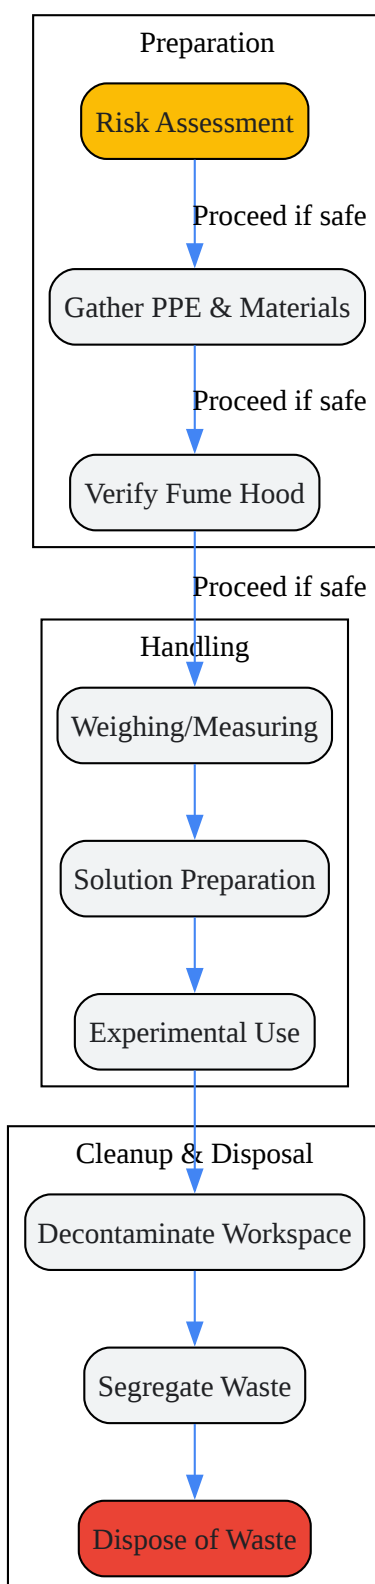 Preparation
Risk Assessment
Proceed if safe
Gather PPE & Materials
Proceed if safe
Verify Fume Hood
Proceed if safe
Handling
Weighing/Measuring
Solution Preparation
Experimental Use
Cleanup & Disposal
Decontaminate Workspace
Segregate Waste
Dispose of Waste